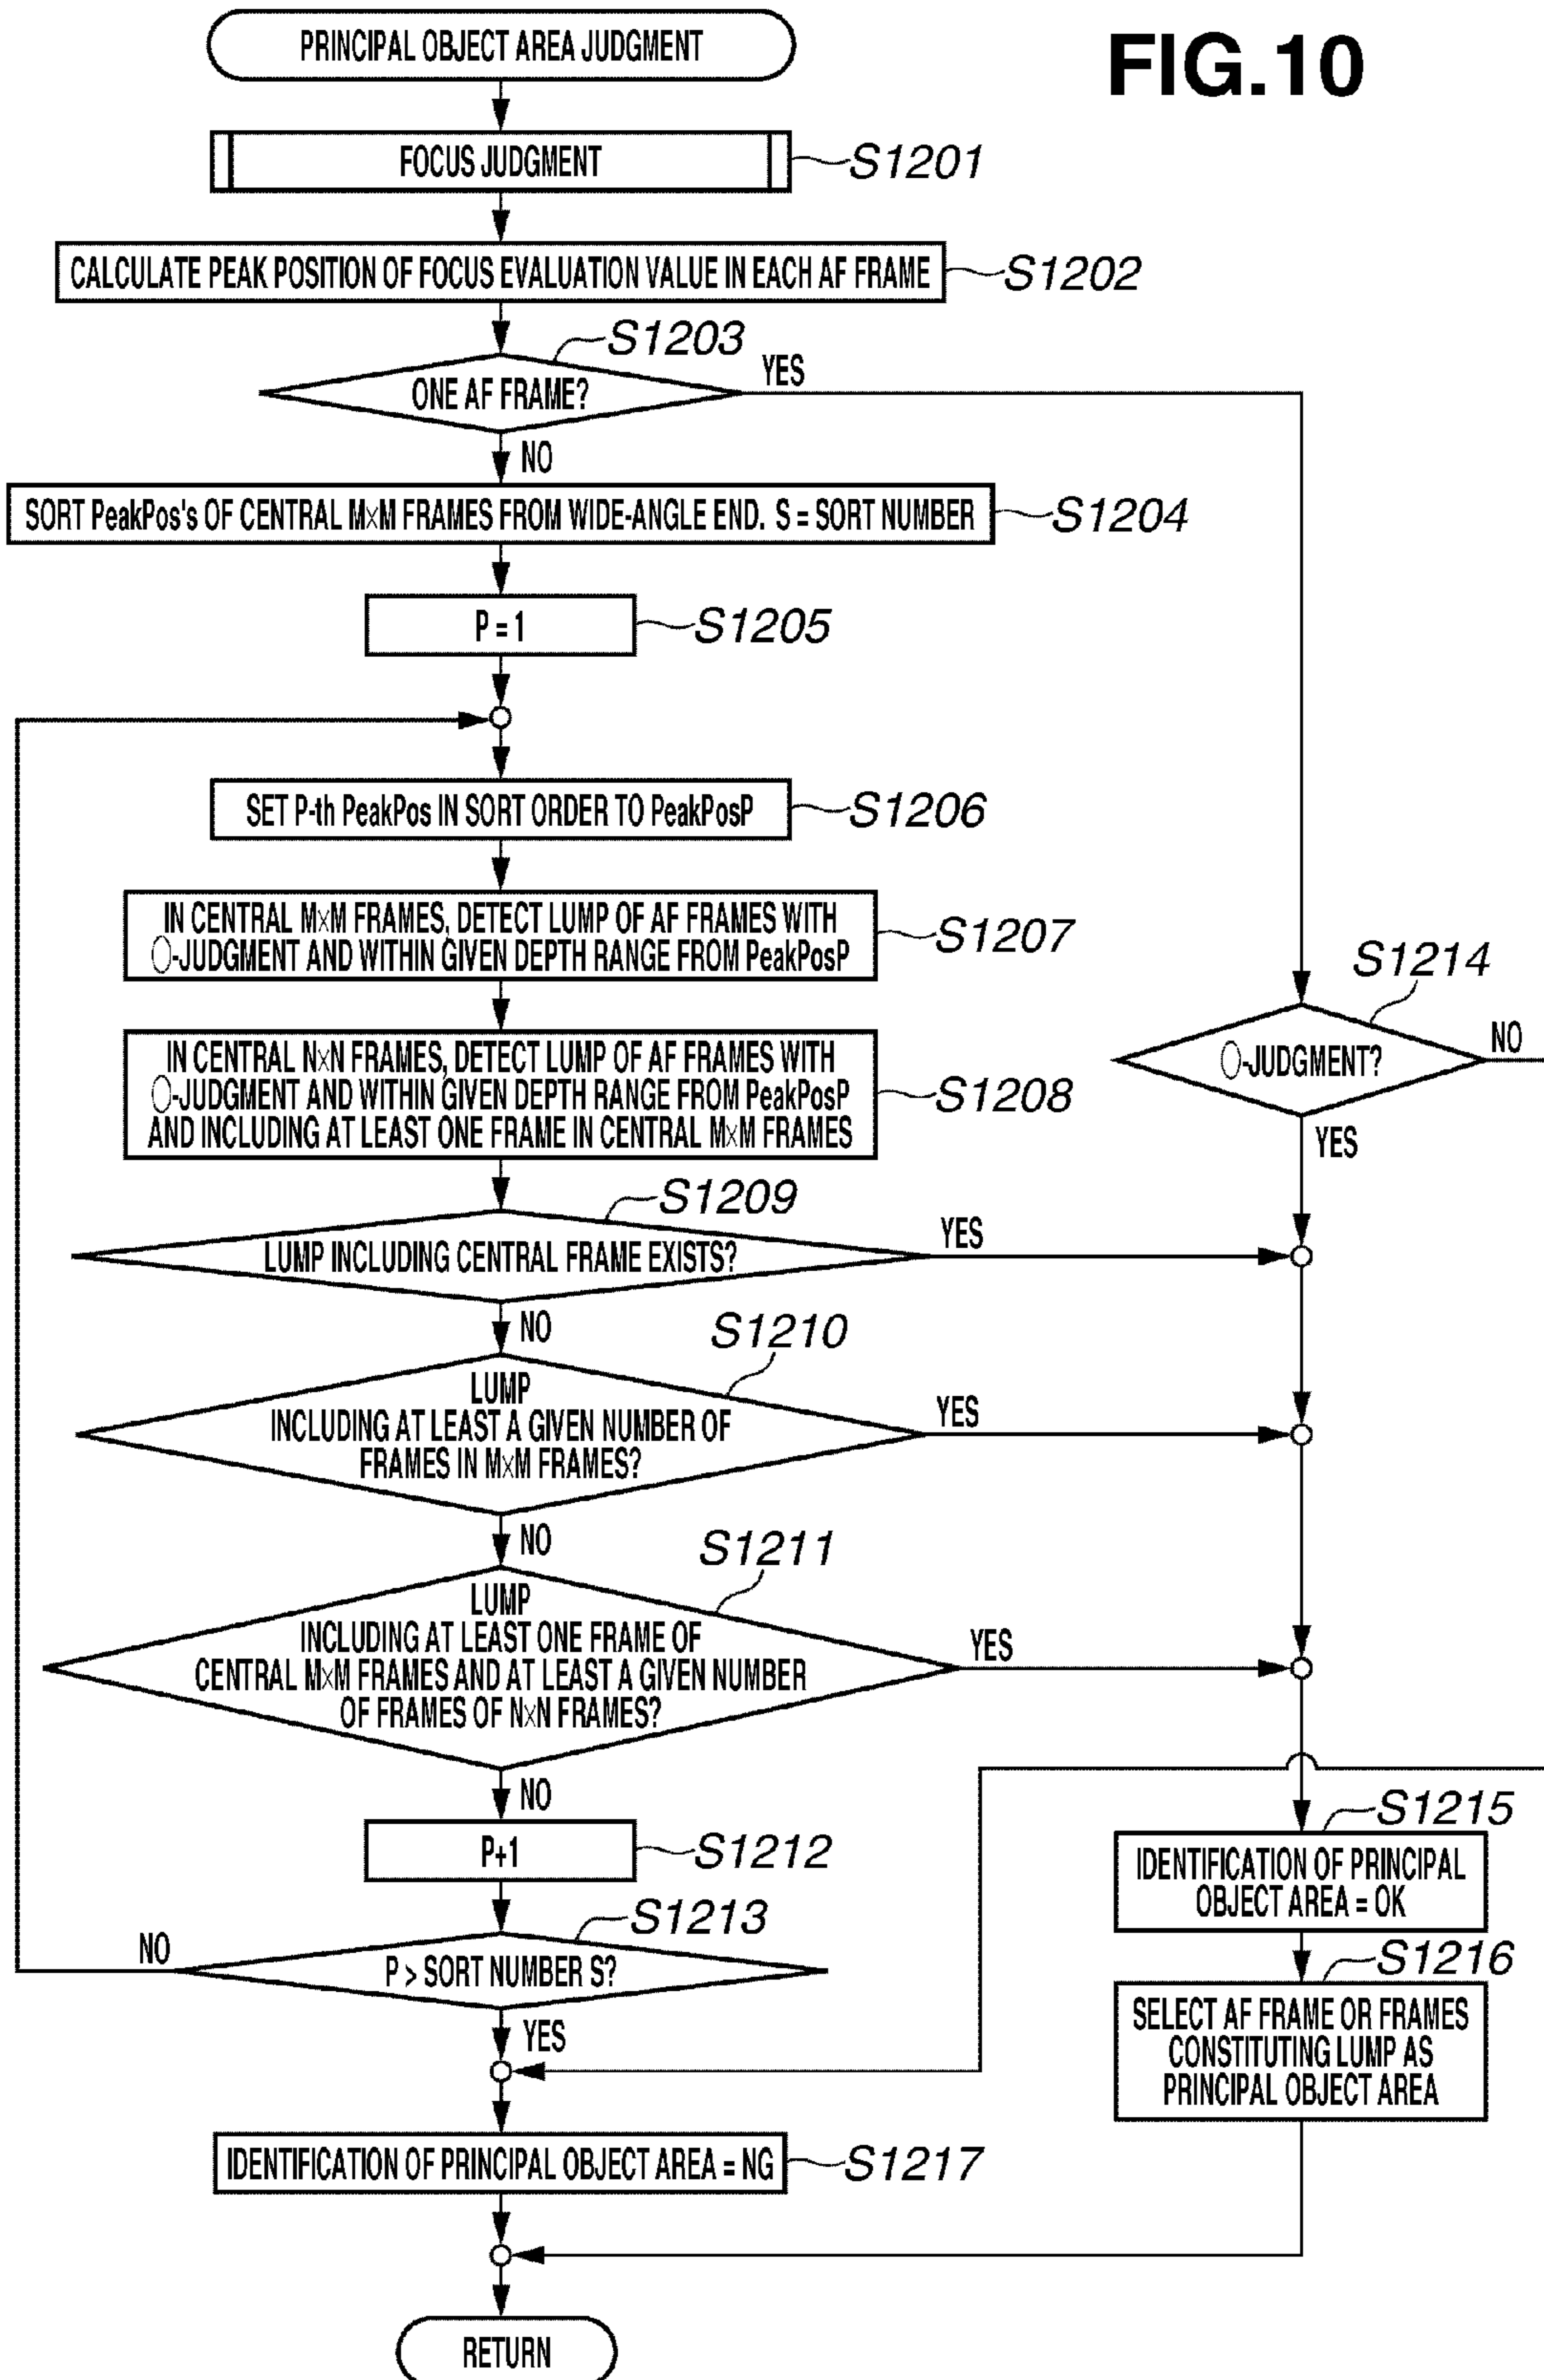 PRINCIPAL OBJECT AREA JUDGMENT
FIG.10
FOCUS JUDGMENT
S1201
CALCULATE PEAK POSITION OF FOCUS EVALUATION VALUE IN EACH AF FRAME
S1202
S1203
ONE AF FRAME?
YES
NO
SORT PeakPos's OF CENTRAL M×M FRAMES FROM WIDE-ANGLE END. S = SORT NUMBER
S1204
P = 1
S1205
SET P-th PeakPos IN SORT ORDER TO PeakPosP
S1206
IN CENTRAL M×M FRAMES, DETECT LUMP OF AF FRAMES WITH
○-JUDGMENT AND WITHIN GIVEN DEPTH RANGE FROM PeakPosP
S1207
IN CENTRAL N×N FRAMES, DETECT LUMP OF AF FRAMES WITH
○-JUDGMENT AND WITHIN GIVEN DEPTH RANGE FROM PeakPosP
AND INCLUDING AT LEAST ONE FRAME IN CENTRAL M×M FRAMES
S1208
S1214
○-JUDGMENT?
NO
YES
S1209
LUMP INCLUDING CENTRAL FRAME EXISTS?
YES
NO
S1210
LUMP
INCLUDING AT LEAST A GIVEN NUMBER OF
FRAMES IN M×M FRAMES?
YES
NO
S1211
LUMP
INCLUDING AT LEAST ONE FRAME OF
CENTRAL M×M FRAMES AND AT LEAST A GIVEN NUMBER
OF FRAMES OF N×N FRAMES?
YES
NO
P+1
S1212
S1213
P > SORT NUMBER S?
NO
YES
S1215
IDENTIFICATION OF PRINCIPAL
OBJECT AREA = OK
S1216
SELECT AF FRAME OR FRAMES
CONSTITUTING LUMP AS
PRINCIPAL OBJECT AREA
IDENTIFICATION OF PRINCIPAL OBJECT AREA = NG
S1217
RETURN